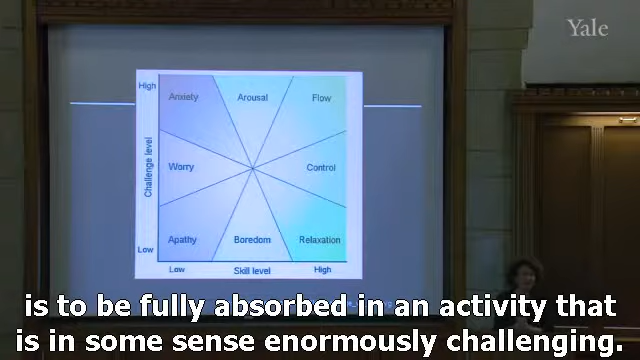 Yale
High
Anxiety
Arousal
Flow
Challenge level
Worry
Control
Apathy
Boredom
Relaxation
Low
Low
Skill level
High
is to be fully absorbed in an activity that
is in some sense enormously challenging.